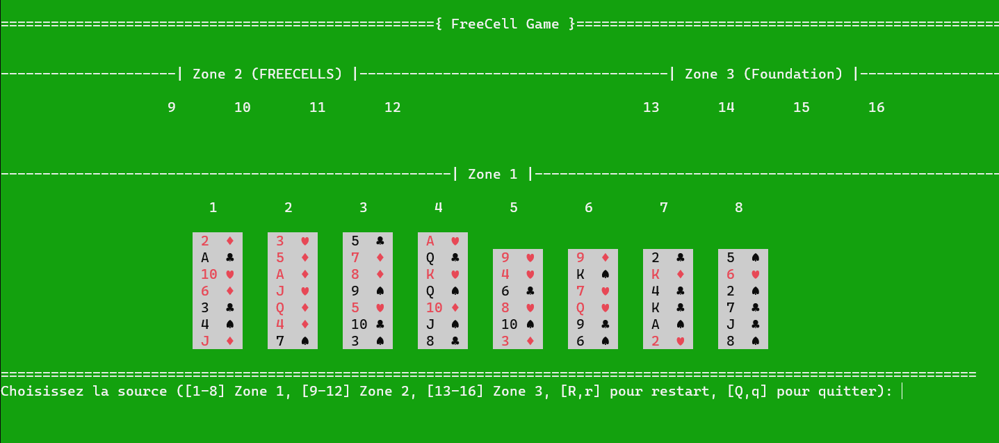 ====================================================={ FreeCell Game }===================================================
---------------------| Zone 2 (FREECELLS) |-------------------------------------| Zone 3 (Foundation) |-----------------
9 10 11 12 13 14 15 16
------------------------------------------------------| Zone 1 |--------------------------------------------------------
1 2 3 4 5 6 7 8
2 ♦ 3 ♥ 5 ♣ A ♥
A ♣ 5 ♦ 7 ♦ Q ♣ 9 ♥ 9 ♦ 2 ♣ 5 ♠
10 ♥ A ♦ 8 ♦ K ♥ 4 ♥ K ♠ K ♦ 6 ♥
6 ♦ J ♥ 9 ♠ Q ♠ 6 ♣ 7 ♥ 4 ♣ 2 ♠
3 ♣ Q ♦ 5 ♥ 10 ♦ 8 ♥ Q ♥ K ♣ 7 ♣
4 ♠ 4 ♦ 10 ♣ J ♠ 10 ♠ 9 ♣ A ♠ J ♣
J ♦ 7 ♠ 3 ♠ 8 ♣ 3 ♦ 6 ♠ 2 ♥ 8 ♠
=====================================================================================================================
Choisissez la source ([1-8] Zone 1, [9-12] Zone 2, [13-16] Zone 3, [R,r] pour restart, [Q,q] pour quitter):